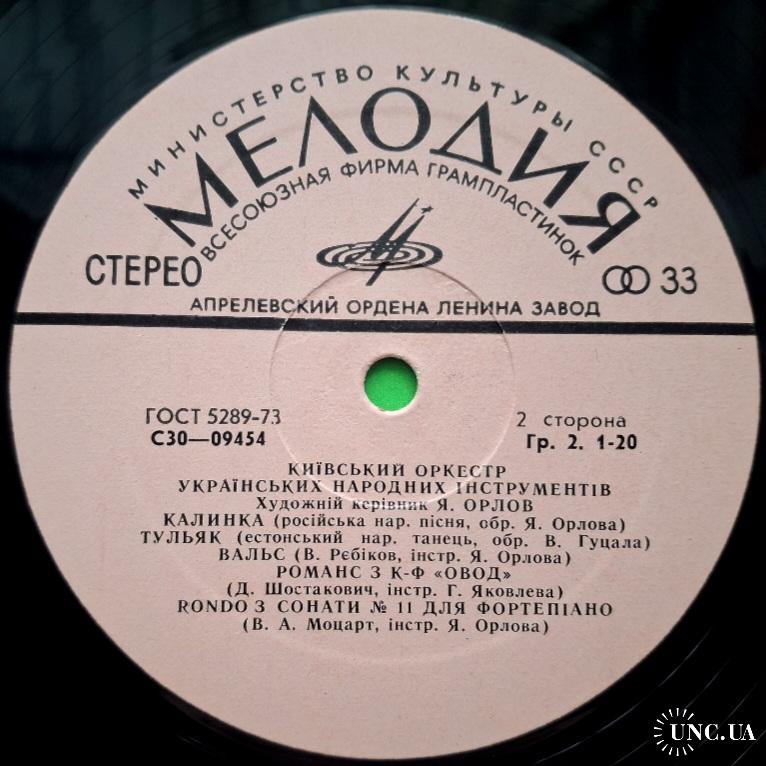 МИНИСТЕРСТВО КУЛЬТУРЫ СССР
МЕЛОДИЯ
ВСЕСОЮЗНАЯ ФИРМА ГРАМПЛАСТИНОК
СТЕРЕО
33
АПРЕЛЕВСКИЙ ОРДЕНА ЛЕНИНА ЗАВОД
ГОСТ 5289-73
2 сторона
С30—09454
Гр. 2. 1-20
КИЇВСЬКИЙ ОРКЕСТР
УКРАЇНСЬКИХ НАРОДНИХ ІНСТРУМЕНТІВ
Художній керівник Я. ОРЛОВ
КАЛИНКА (російська нар. пісня, обр. Я. Орлова)
ТУЛЬЯК (естонський нар. танець, обр. В. Гуцала)
ВАЛЬС (В. Рєбіков, інстр. Я. Орлова)
РОМАНС З К-Ф «ОВОД»
(Д. Шостакович, інстр. Г. Яковлева)
RONDO З СОНАТИ № 11 ДЛЯ ФОРТЕПІАНО
(В. А. Моцарт, інстр. Я. Орлова)
UNC.UA